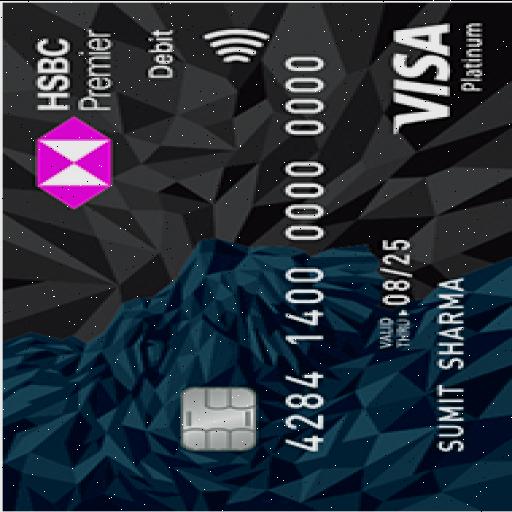 HSBC
Premier
Debit
VISA
Platinum
4284 1400 0000 0000
VALID
THRU
08/25
SUMIT SHARMA